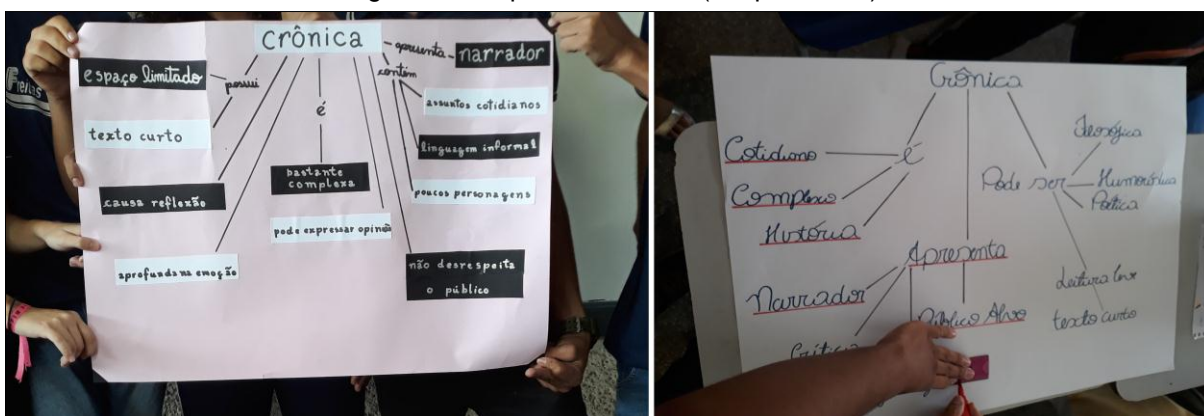 Crônica
apresenta
narrador
espaço limitado
possui
texto curto
contém
assuntos cotidianos
linguagem informal
poucos personagens
é
bastante
complexa
causa reflexão
pode expressar opinião
aprofunda na emoção
não desrespeita
o público
Freitas
Crônica
é
Cotidiano
Complexo
História
Pode ser
Humorística
Poética
Apresenta
Narrador
Público Alvo
Leitura leve
texto curto